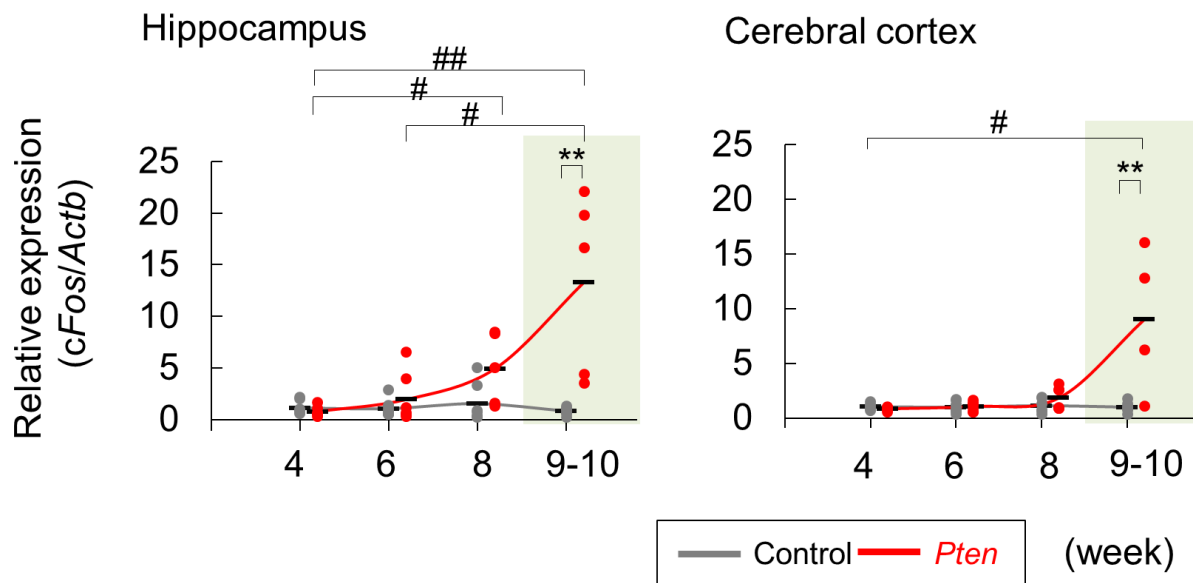 Hippocampus
##
#
#
**
25
20
15
10
5
0
4 6 8 9-10
Relative expression
(cFos/Actb)
Cerebral cortex
#
**
25
20
15
10
5
0
4 6 8 9-10
Control Pten (week)